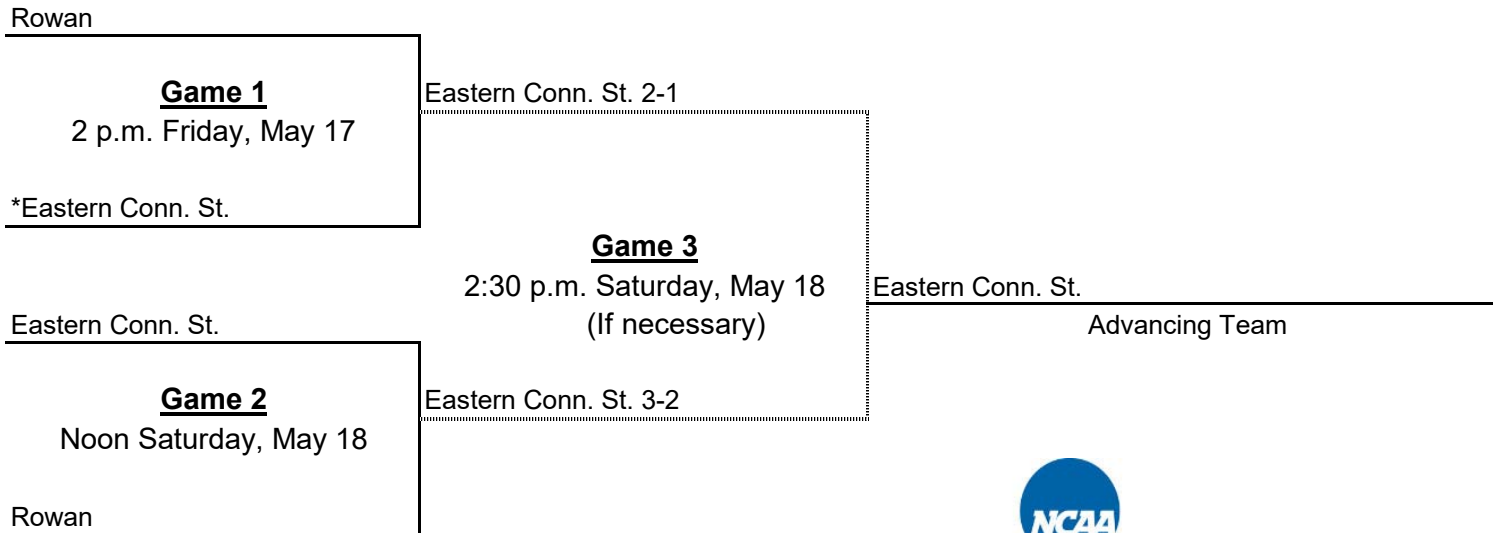 Rowan
Game 1
2 p.m. Friday, May 17
*Eastern Conn. St.
Eastern Conn. St. 2-1
Game 3
2:30 p.m. Saturday, May 18
(If necessary)
Eastern Conn. St.
Advancing Team
Eastern Conn. St.
Game 2
Noon Saturday, May 18
Rowan
Eastern Conn. St. 3-2
NCAA